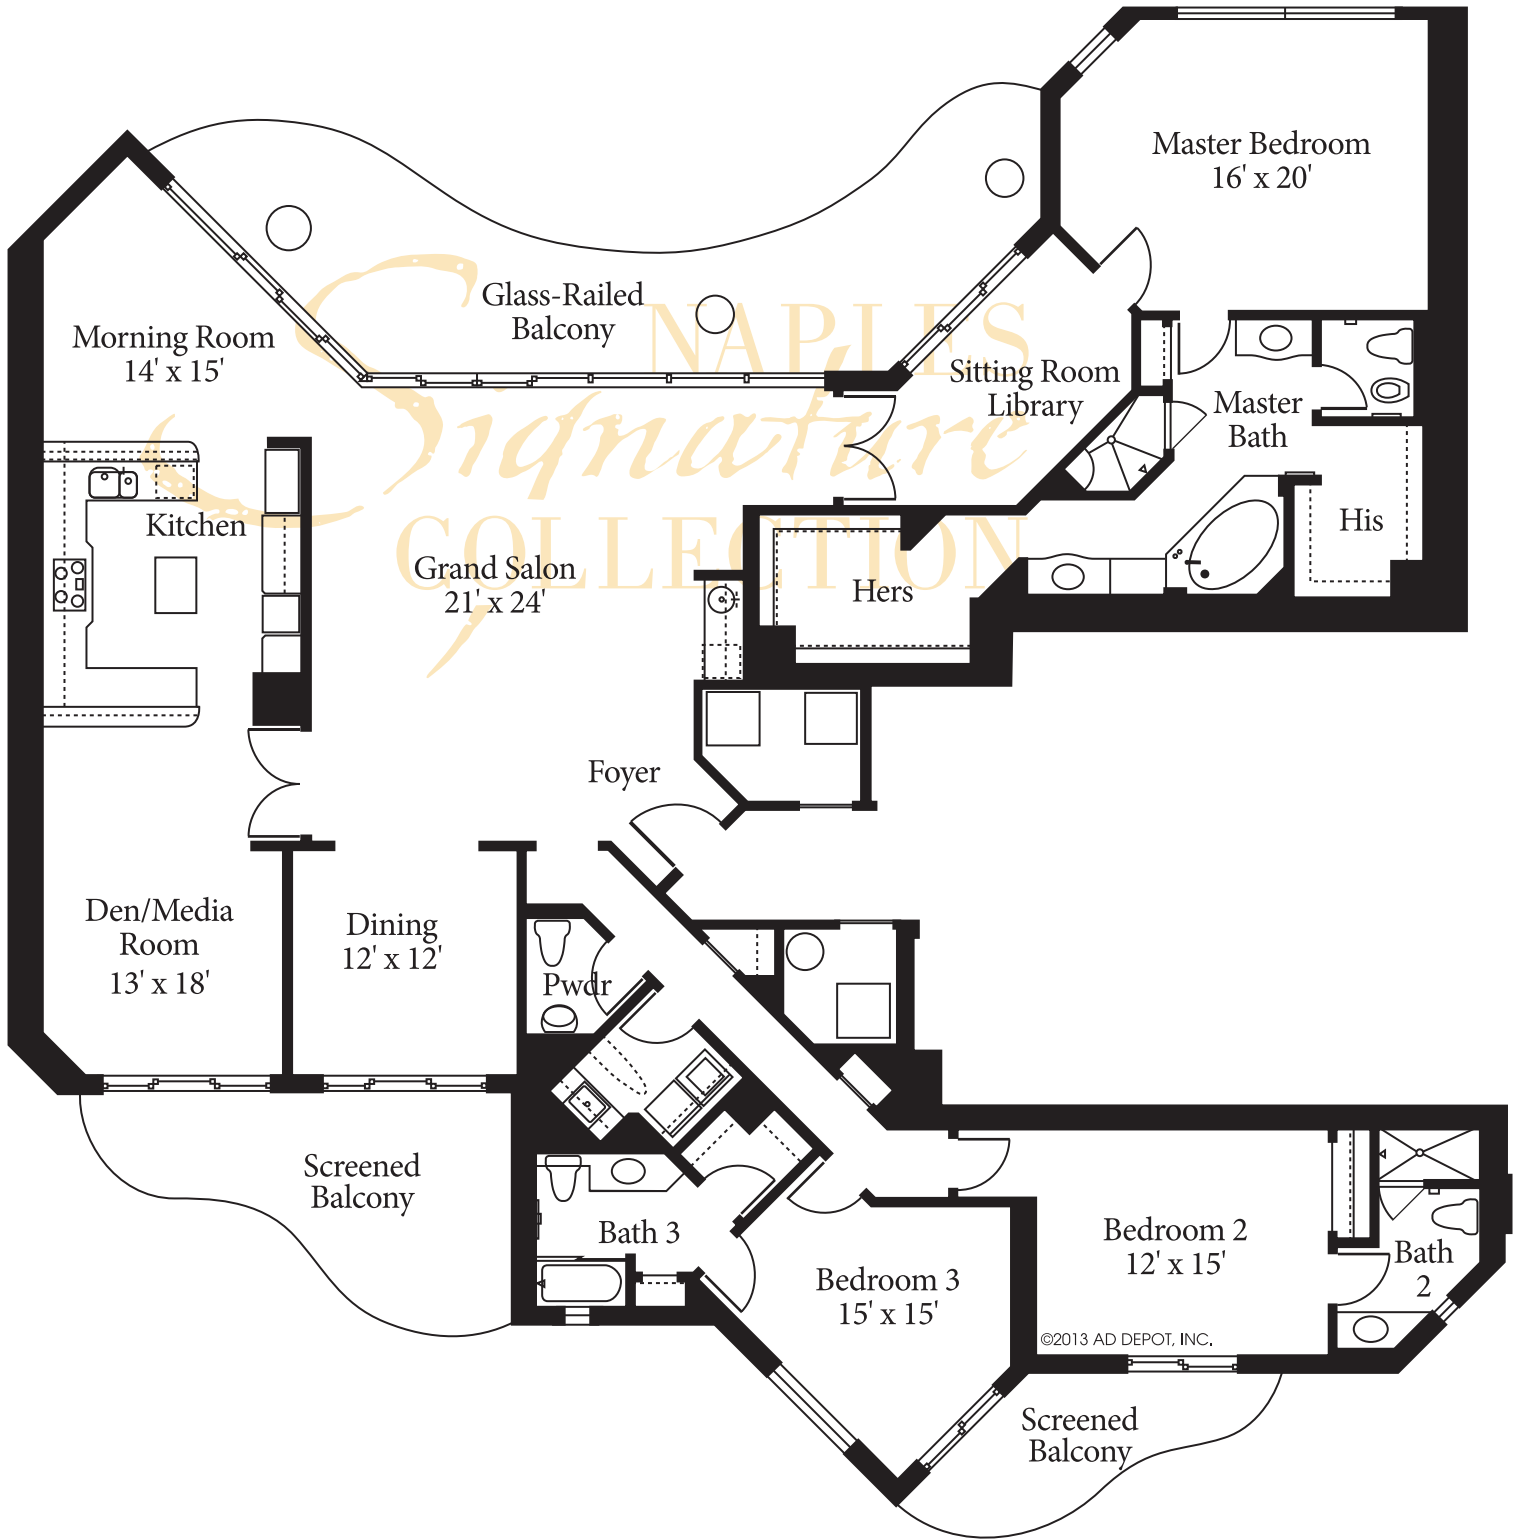 Master Bedroom
16' x 20'
Glass-Railed
Balcony
NAPLES
Signature
COLLECTION
Morning Room
14' x 15'
Sitting Room
Library
Master
Bath
Kitchen
His
Grand Salon
21' x 24'
Hers
Foyer
Den/Media
Room
13' x 18'
Dining
12' x 12'
Pwdr
Screened
Balcony
Bath 3
Bedroom 3
15' x 15'
Bedroom 2
12' x 15'
Bath
2
©2013 AD DEPOT, INC.
Screened
Balcony